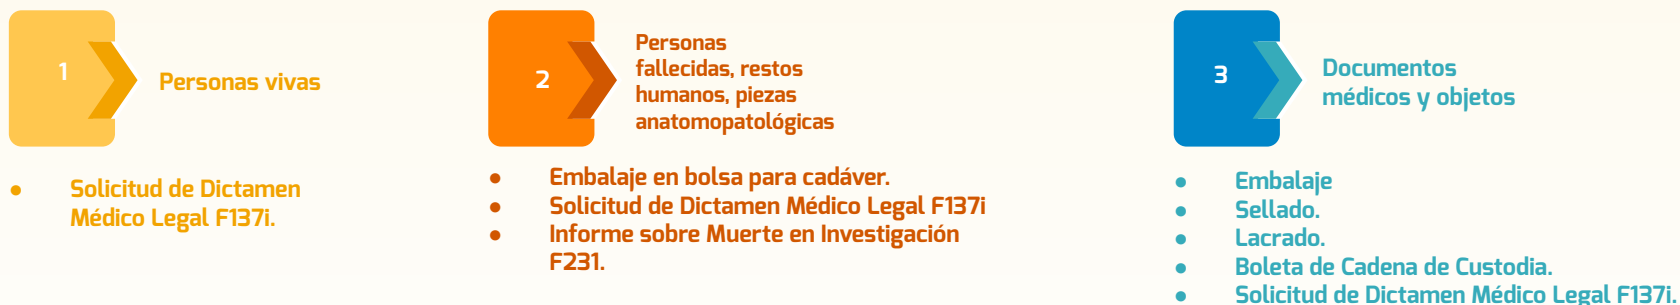 1
Personas vivas
● Solicitud de Dictamen
Médico Legal F137i.
2
Personas
fallecidas, restos
humanos, piezas
anatomopatológicas
● Embalaje en bolsa para cadáver.
● Solicitud de Dictamen Médico Legal F137i
● Informe sobre Muerte en Investigación
F231.
3
Documentos
médicos y objetos
● Embalaje
● Sellado.
● Lacrado.
● Boleta de Cadena de Custodia.
● Solicitud de Dictamen Médico Legal F137i.